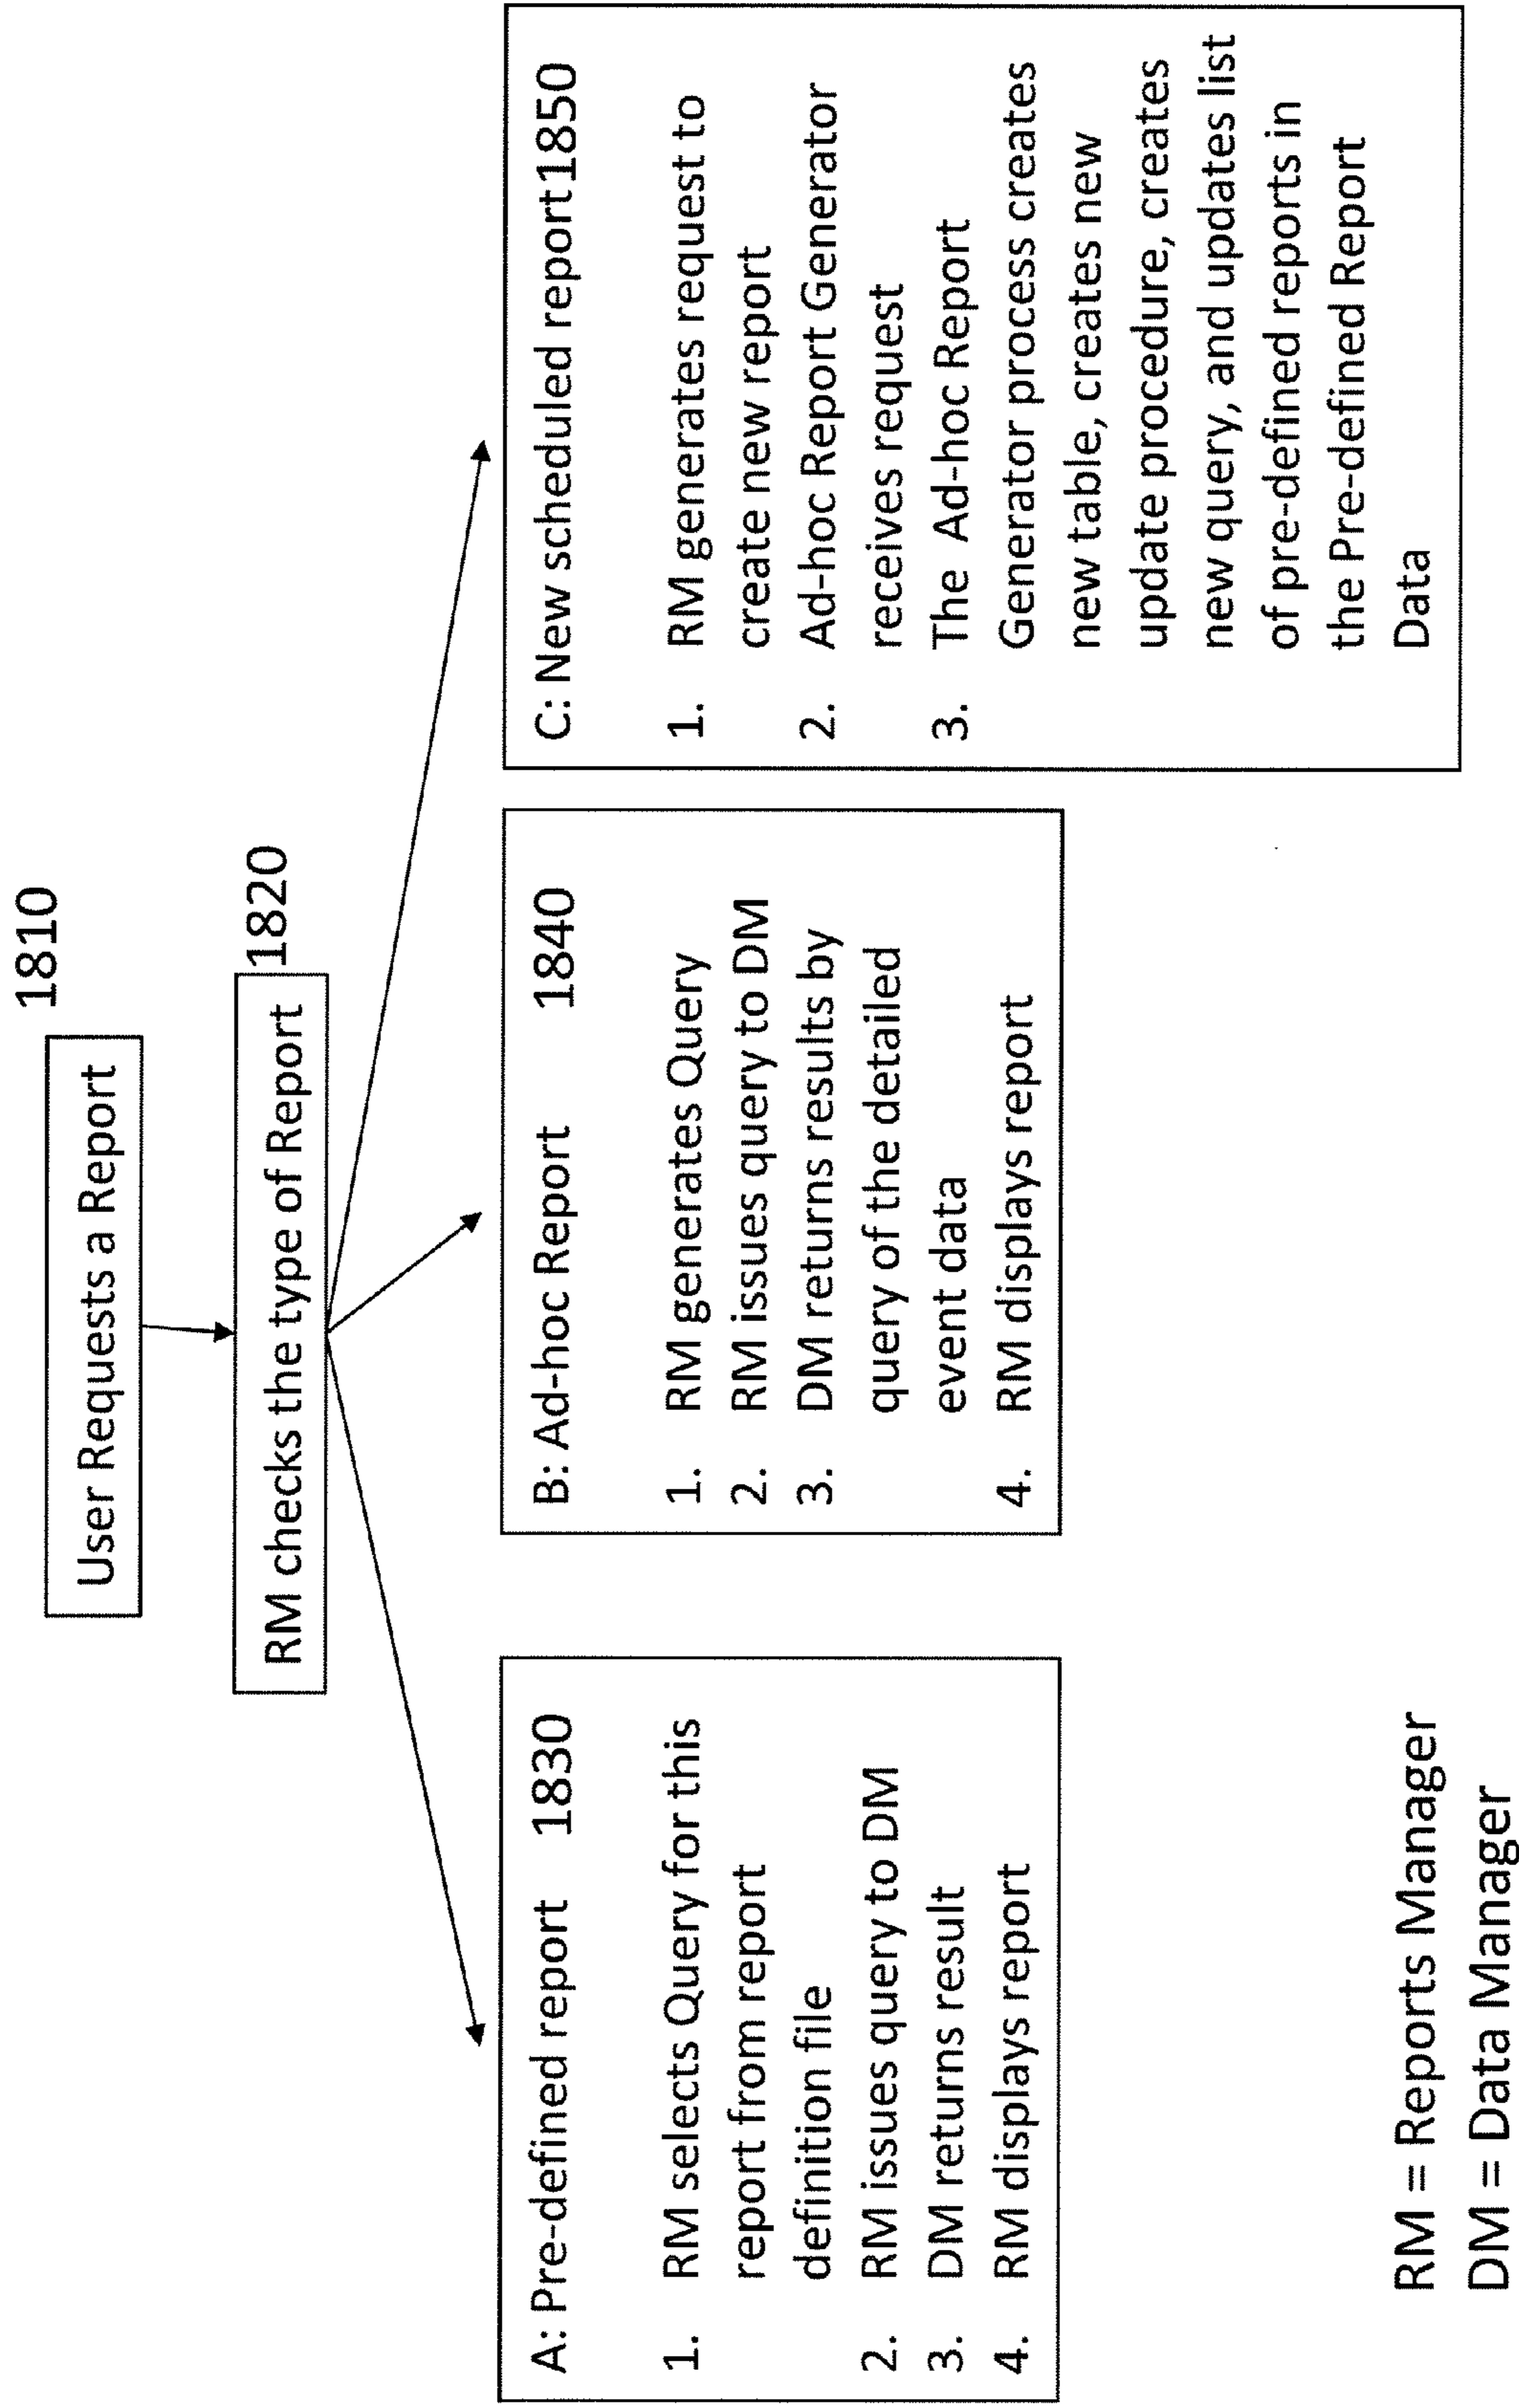 1810
User Requests a Report
RM checks the type of Report
1820
A: Pre-defined report 1830
1. RM selects Query for this
report from report
definition file
2. RM issues query to DM
3. DM returns result
4. RM displays report
B: Ad-hoc Report 1840
1. RM generates Query
2. RM issues query to DM
3. DM returns results by
query of the detailed
event data
4. RM displays report
C: New scheduled report 1850
1. RM generates request to
create new report
2. Ad-hoc Report Generator
receives request
3. The Ad-hoc Report
Generator process creates
new table, creates new
update procedure, creates
new query, and updates list
of pre-defined reports in
the Pre-defined Report
Data
RM = Reports Manager
DM = Data Manager